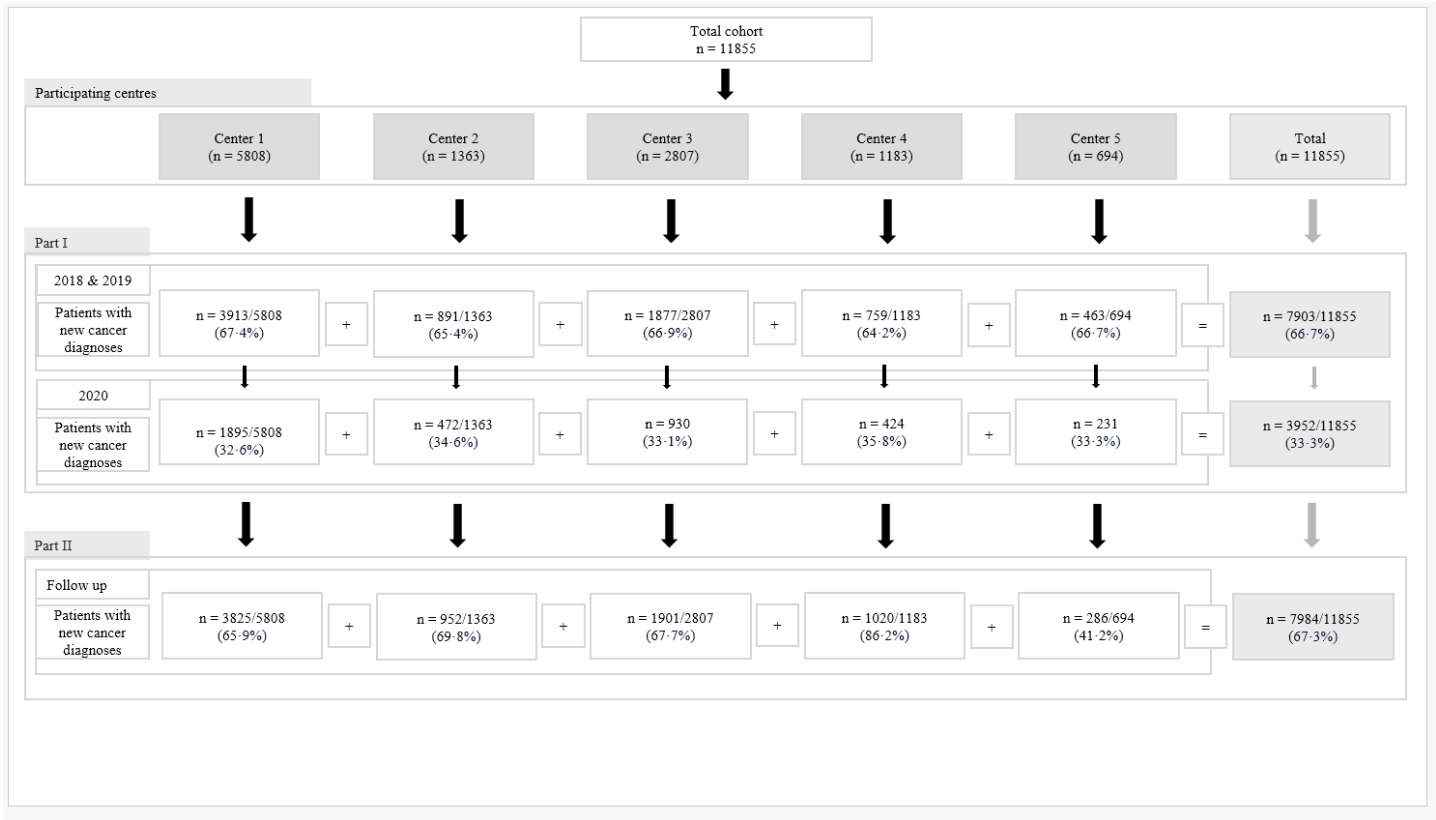 Total cohort
n = 11855
Participating centres
Center 1
(n = 5808)
Center 2
(n = 1363)
Center 3
(n = 2807)
Center 4
(n = 1183)
Center 5
(n = 694)
Total
(n = 11855)
Part I
2018 & 2019
Patients with
new cancer
diagnoses
n = 3913/5808
(67·4%)
+
n = 891/1363
(65·4%)
+
n = 1877/2807
(66·9%)
+
n = 759/1183
(64·2%)
+
n = 463/694
(66·7%)
=
n = 7903/11855
(66·7%)
2020
Patients with
new cancer
diagnoses
n = 1895/5808
(32·6%)
+
n = 472/1363
(34·6%)
+
n = 930
(33·1%)
+
n = 424
(35·8%)
+
n = 231
(33·3%)
=
n = 3952/11855
(33·3%)
Part II
Follow up
Patients with
new cancer
diagnoses
n = 3825/5808
(65·9%)
+
n = 952/1363
(69·8%)
+
n = 1901/2807
(67·7%)
+
n = 1020/1183
(86·2%)
+
n = 286/694
(41·2%)
=
n = 7984/11855
(67·3%)